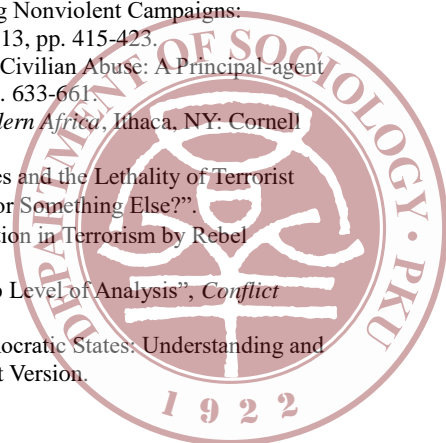 g Nonviolent Campaigns:
13, pp. 415-423.
Civilian Abuse: A Principal-agent
. 633-661.
dern Africa, Ithaca, NY: Cornell
es and the Lethality of Terrorist
or Something Else?".
tion in Terrorism by Rebel
p Level of Analysis", Conflict
mocratic States: Understanding and
t Version.
DEPARTMENT OF SOCIOLOGY • PKU
1922